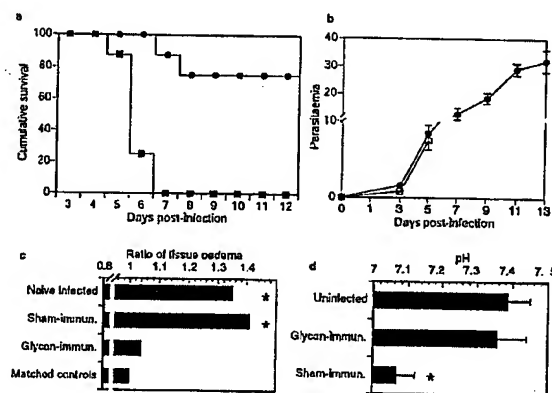 a
b
100
80
60
40
20
0
Cumulative survival
3 4 5 6 7 8 9 10 11 12
Days post-infection
40
30
20
10
10
5
0
Parasitaemia
0 3 5 7 9 11 13
Days post-infection
c
Ratio of tissue oedema
0.8 1 1.1 1.2 1.3 1.4
Naive infected
Sham-immun.
Glycan-immun.
Matched controls
*
*
d
pH
7 7.1 7.2 7.3 7.4
Uninfected
Glycan-immun.
Sham-immun.
*